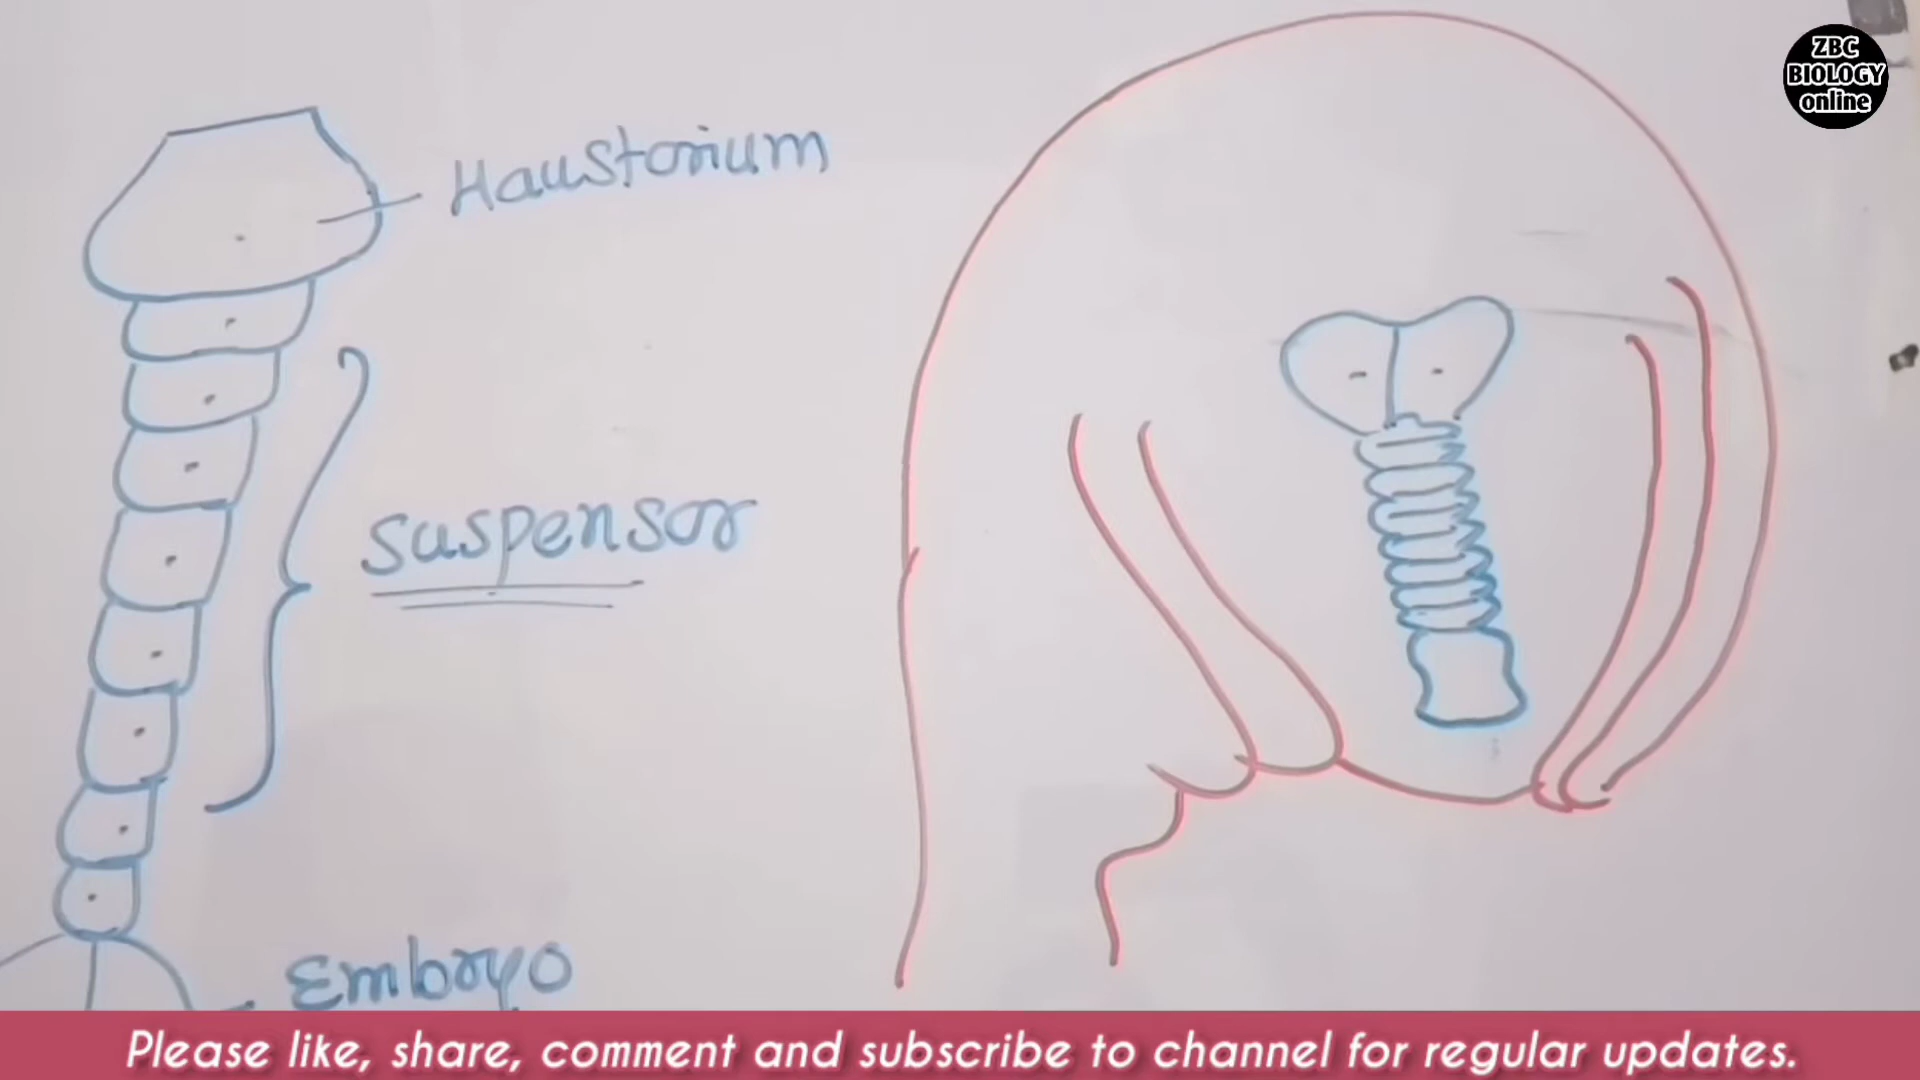 ZBC
BIOLOGY
online
Haustorium
Suspensor
Embryo
Please like, share, comment and subscribe to channel for regular updates.